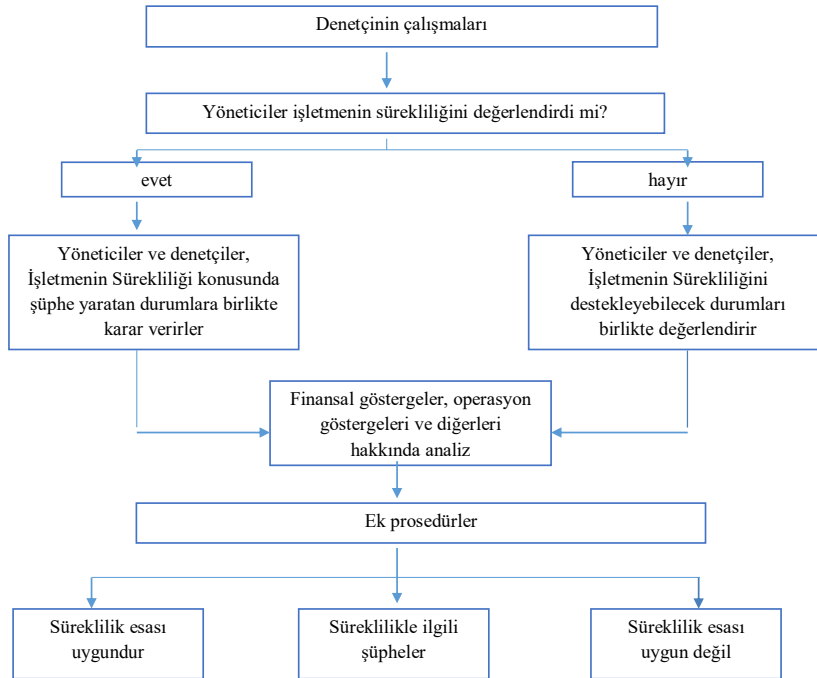 Denetçinin çalışmaları
Yöneticiler işletmenin sürekliliğini değerlendirdi mi?
evet
hayır
Yöneticiler ve denetçiler,
İşletmenin Sürekliliği konusunda
şüphe yaratan durumlara birlikte
karar verirler
Yöneticiler ve denetçiler,
İşletmenin Sürekliliğini
destekleyebilecek durumları
birlikte değerlendirir
Finansal göstergeler, operasyon
göstergeleri ve diğerleri
hakkında analiz
Ek prosedürler
Süreklilik esası
uygundur
Süreklilikle ilgili
şüpheler
Süreklilik esası
uygun değil